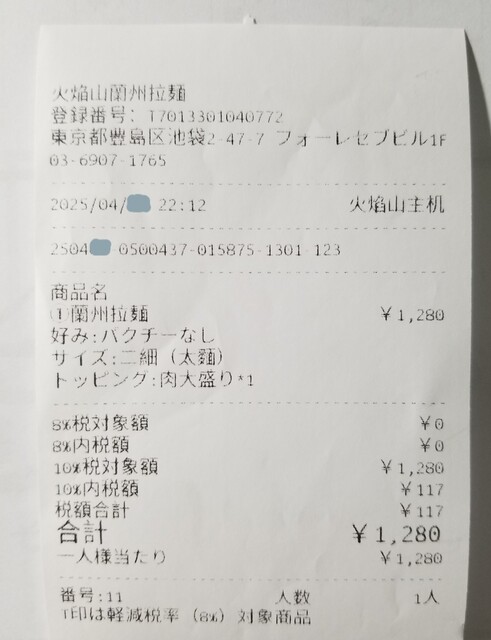 火焔山蘭州拉麺
登録番号: T7013301040772
東京都豊島区池袋2-47-7 フォーレセブビル1F
03-6907-1765
2025/04/ 22:12 火焔山主机
2504 0500437-015875-1301-123
商品名
①蘭州拉麺 ¥1,280
好み:パクチーなし
サイズ:二細（太麺）
トッピング:肉大盛り*1
8%税対象額 ¥0
8%内税額 ¥0
10%税対象額 ¥1,280
10%内税額 ¥117
税額合計 ¥117
合計 ¥1,280
一人様当たり ¥1,280
番号:11 人数 1人
TEIは軽減税率（8%）対象商品